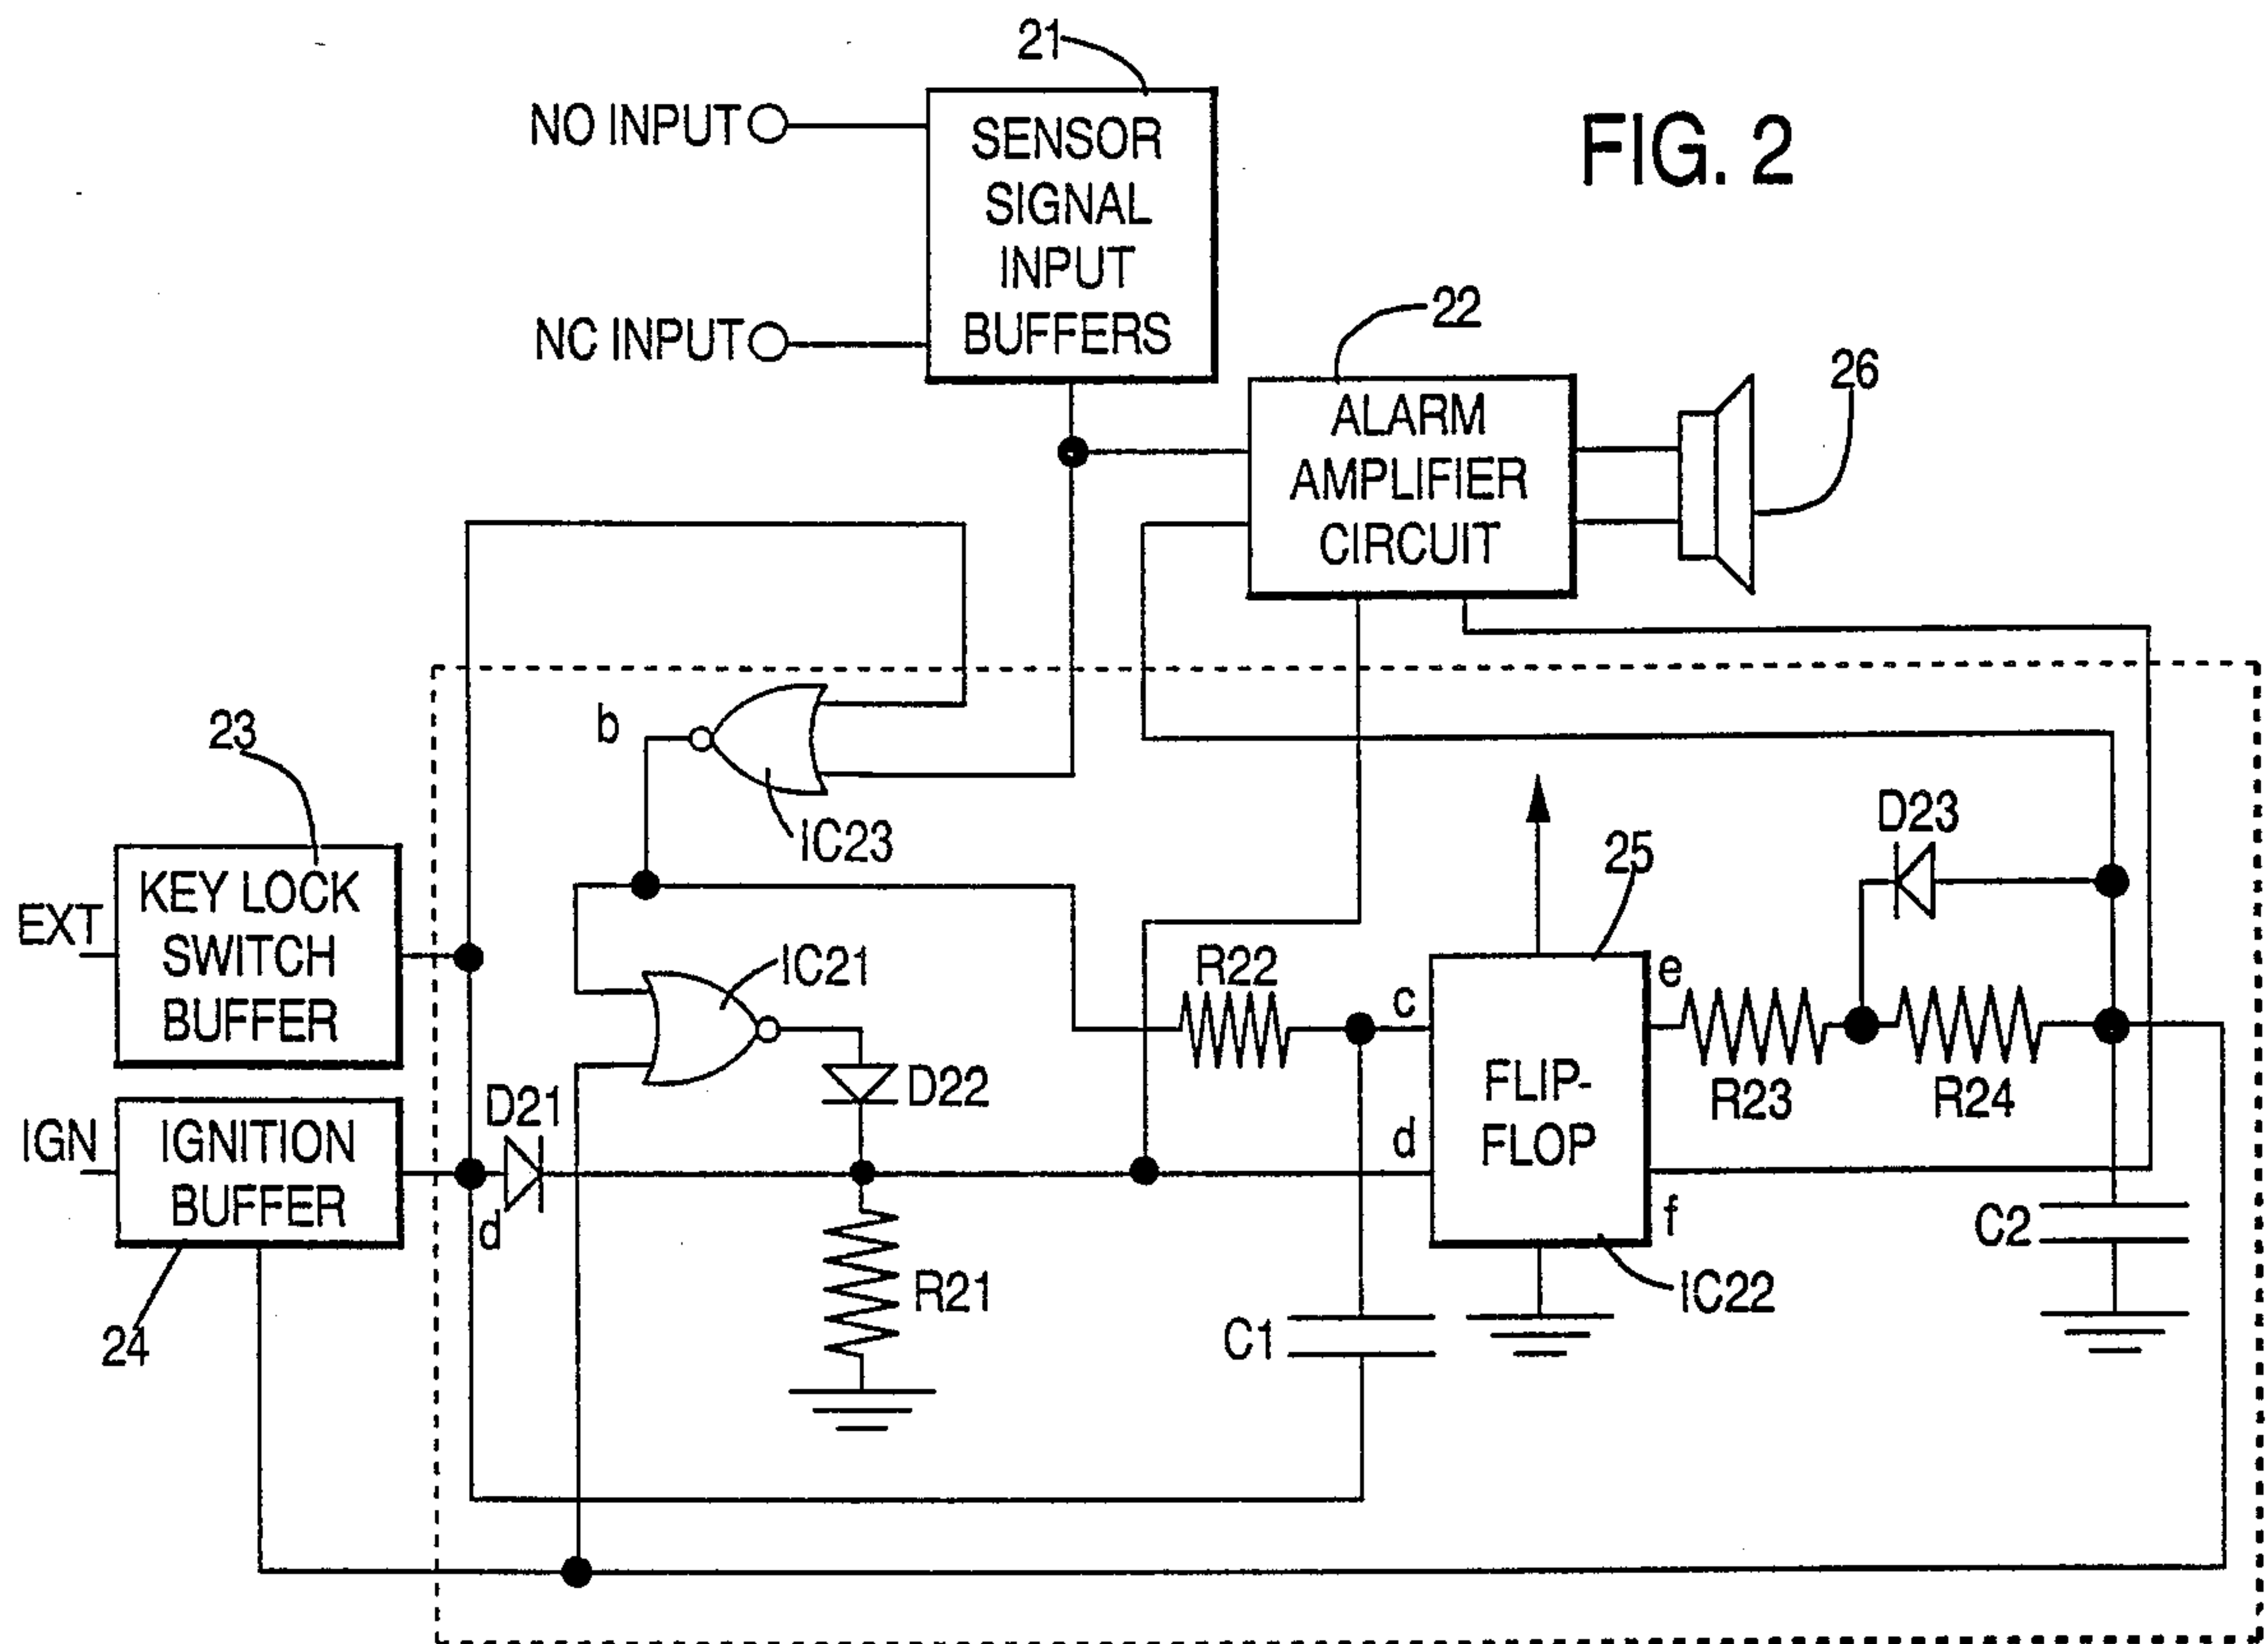 21
NO INPUT
SENSOR
SIGNAL
INPUT
BUFFERS
FIG. 2
NC INPUT
22
ALARM
AMPLIFIER
CIRCUIT
26
b
23
IC23
D23
25
KEY LOCK
SWITCH
BUFFER
EXT
IC21
R22
c
e
D22
FLIP-
FLOP
R23
R24
D21
IGN
IGNITION
BUFFER
d
d
f
C2
R21
IC22
C1
24